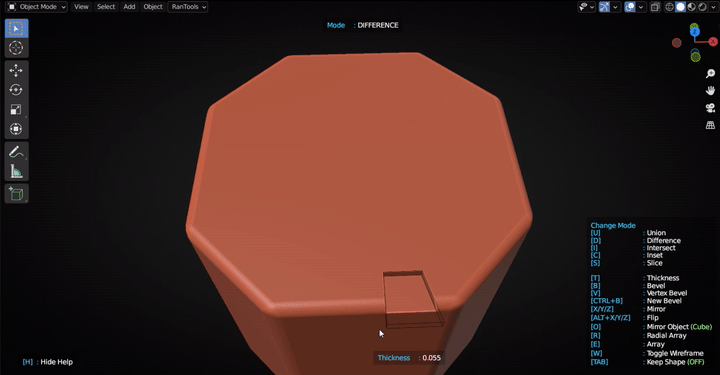 Object Mode View Select Add Object RanTools
Mode : DIFFERENCE
Z
X
Change Mode
[U] : Union
[D] : Difference
[I] : Intersect
[C] : Inset
[S] : Slice
[T] : Thickness
[B] : Bevel
[V] : Vertex Bevel
[CTRL+B] : New Bevel
[X/Y/Z] : Mirror
[ALT+X/Y/Z] : Flip
[O] : Mirror Object (Cube)
[R] : Radial Array
[E] : Array
[W] : Toggle Wireframe
[TAB] : Keep Shape (OFF)
Thickness : 0.055
[H] : Hide Help